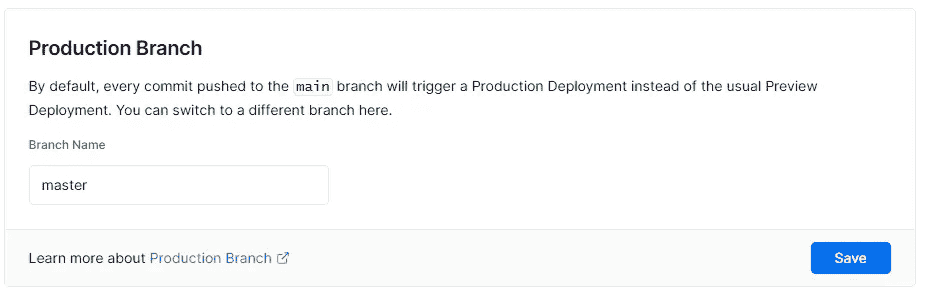 Production Branch
By default, every commit pushed to the main branch will trigger a Production Deployment instead of the usual Preview
Deployment. You can switch to a different branch here.
Branch Name
master
Learn more about Production Branch
Save